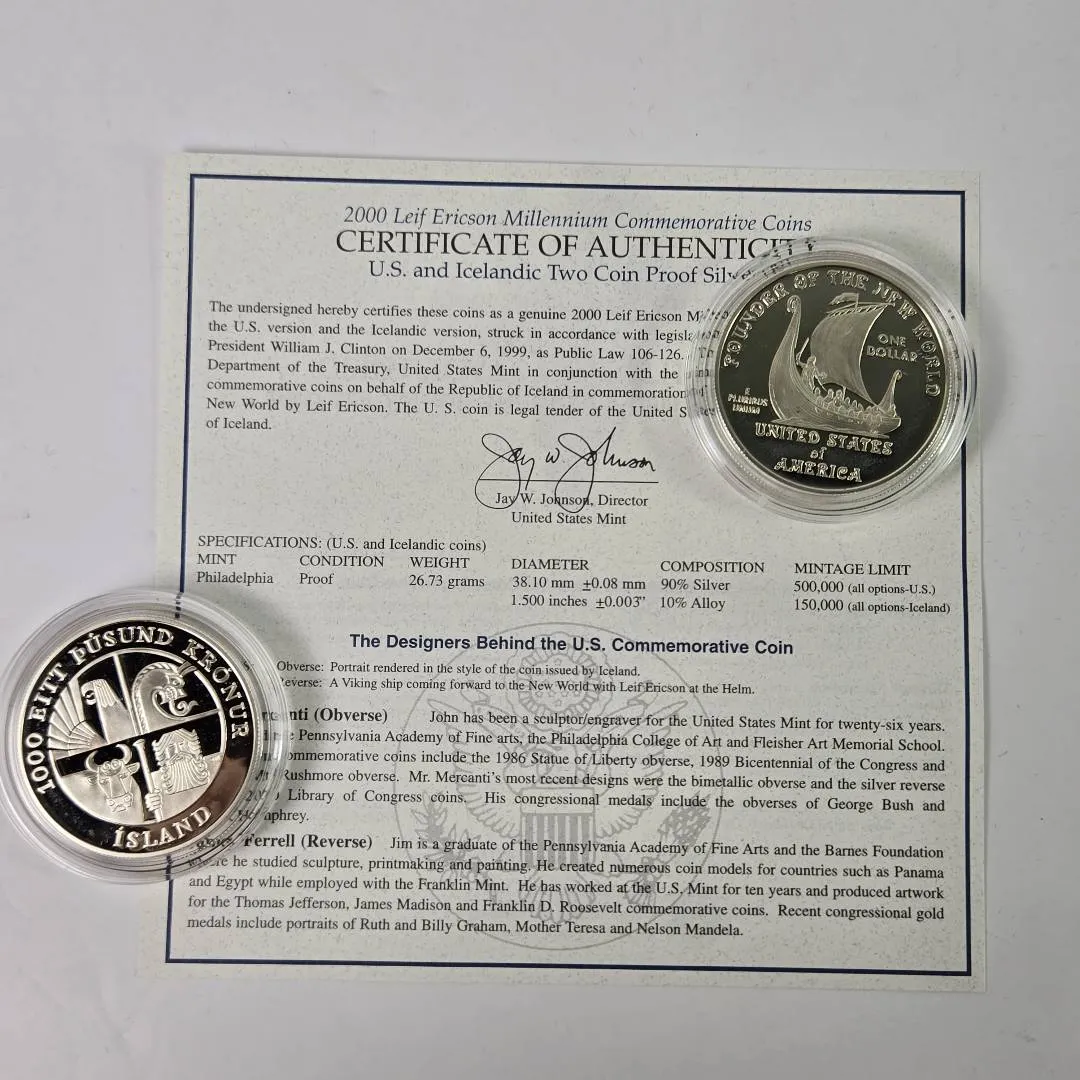 2000 Leif Ericson Millennium Commemorative Coins
CERTIFICATE OF AUTHENTICITY
U.S. and Icelandic Two Coin Proof Silver
The undersigned hereby certifies these coins as a genuine 2000 Leif Ericson
the U.S. version and the Icelandic version, struck in accordance with
President William J. Clinton on December 6, 1999, as Public Law 106-126.
Department of the Treasury, United States Mint in conjunction with the
commemorative coins on behalf of the Republic of Iceland in commemoration
New World by Leif Ericson. The U. S. coin is legal tender of the United
of Iceland.
Jay W. Johnson
Jay W. Johnson, Director
United States Mint
FOUNDER OF THE NEW WORLD
ONE
DOLLAR
E
PLURIBUS
UNUM
UNITED STATES
of
AMERICA
SPECIFICATIONS: (U.S. and Icelandic coins)
MINT CONDITION WEIGHT DIAMETER COMPOSITION MINTAGE LIMIT
Philadelphia Proof 26.73 grams 38.10 mm ±0.08 mm 90% Silver 500,000 (all options-U.S.)
1.500 inches ±0.003" 10% Alloy 150,000 (all options-Iceland)
The Designers Behind the U.S. Commemorative Coin
Obverse: Portrait rendered in the style of the coin issued by Iceland.
Reverse: A Viking ship coming forward to the New World with Leif Ericson at the Helm.
(Obverse) John has been a sculptor/engraver for the United States Mint for twenty-six years.
Pennsylvania Academy of Fine arts, the Philadelphia College of Art and Fleisher Art Memorial School.
commemorative coins include the 1986 Statue of Liberty obverse, 1989 Bicentennial of the Congress and
Rushmore obverse. Mr. Mercanti's most recent designs were the bimetallic obverse and the silver reverse
Library of Congress coins. His congressional medals include the obverses of George Bush and
Ferrell (Reverse) Jim is a graduate of the Pennsylvania Academy of Fine Arts and the Barnes Foundation
where he studied sculpture, printmaking and painting. He created numerous coin models for countries such as Panama
and Egypt while employed with the Franklin Mint. He has worked at the U.S. Mint for ten years and produced artwork
for the Thomas Jefferson, James Madison and Franklin D. Roosevelt commemorative coins. Recent congressional gold
medals include portraits of Ruth and Billy Graham, Mother Teresa and Nelson Mandela.
1000 EITT ÞÚSUND KRÓNUR
ÍSLAND